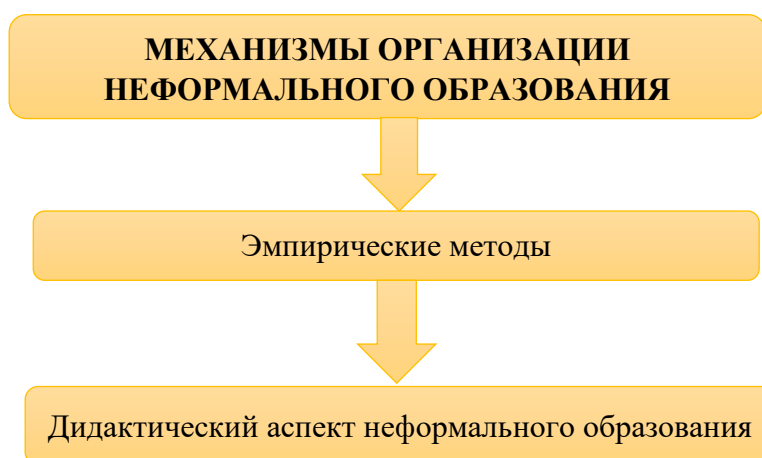 МЕХАНИЗМЫ ОРГАНИЗАЦИИ
НЕФОРМАЛЬНОГО ОБРАЗОВАНИЯ
Эмпирические методы
Дидактический аспект неформального образования